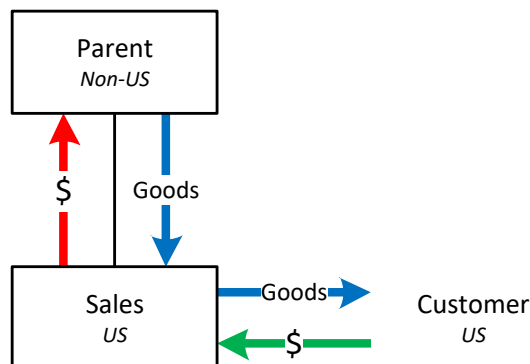 Parent
Non-US
$
Goods
Sales
US
Goods
$
Customer
US